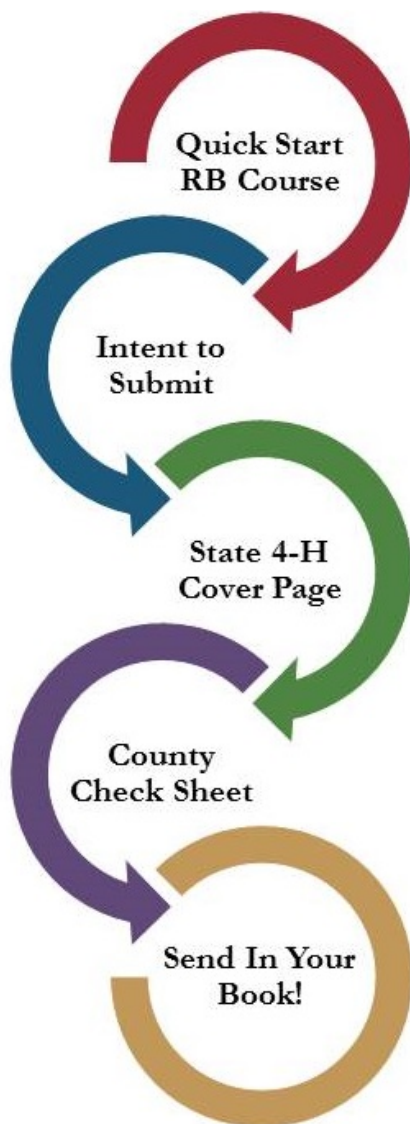 Quick Start
RB Course
Intent to
Submit
State 4-H
Cover Page
County
Check Sheet
Send In Your
Book!